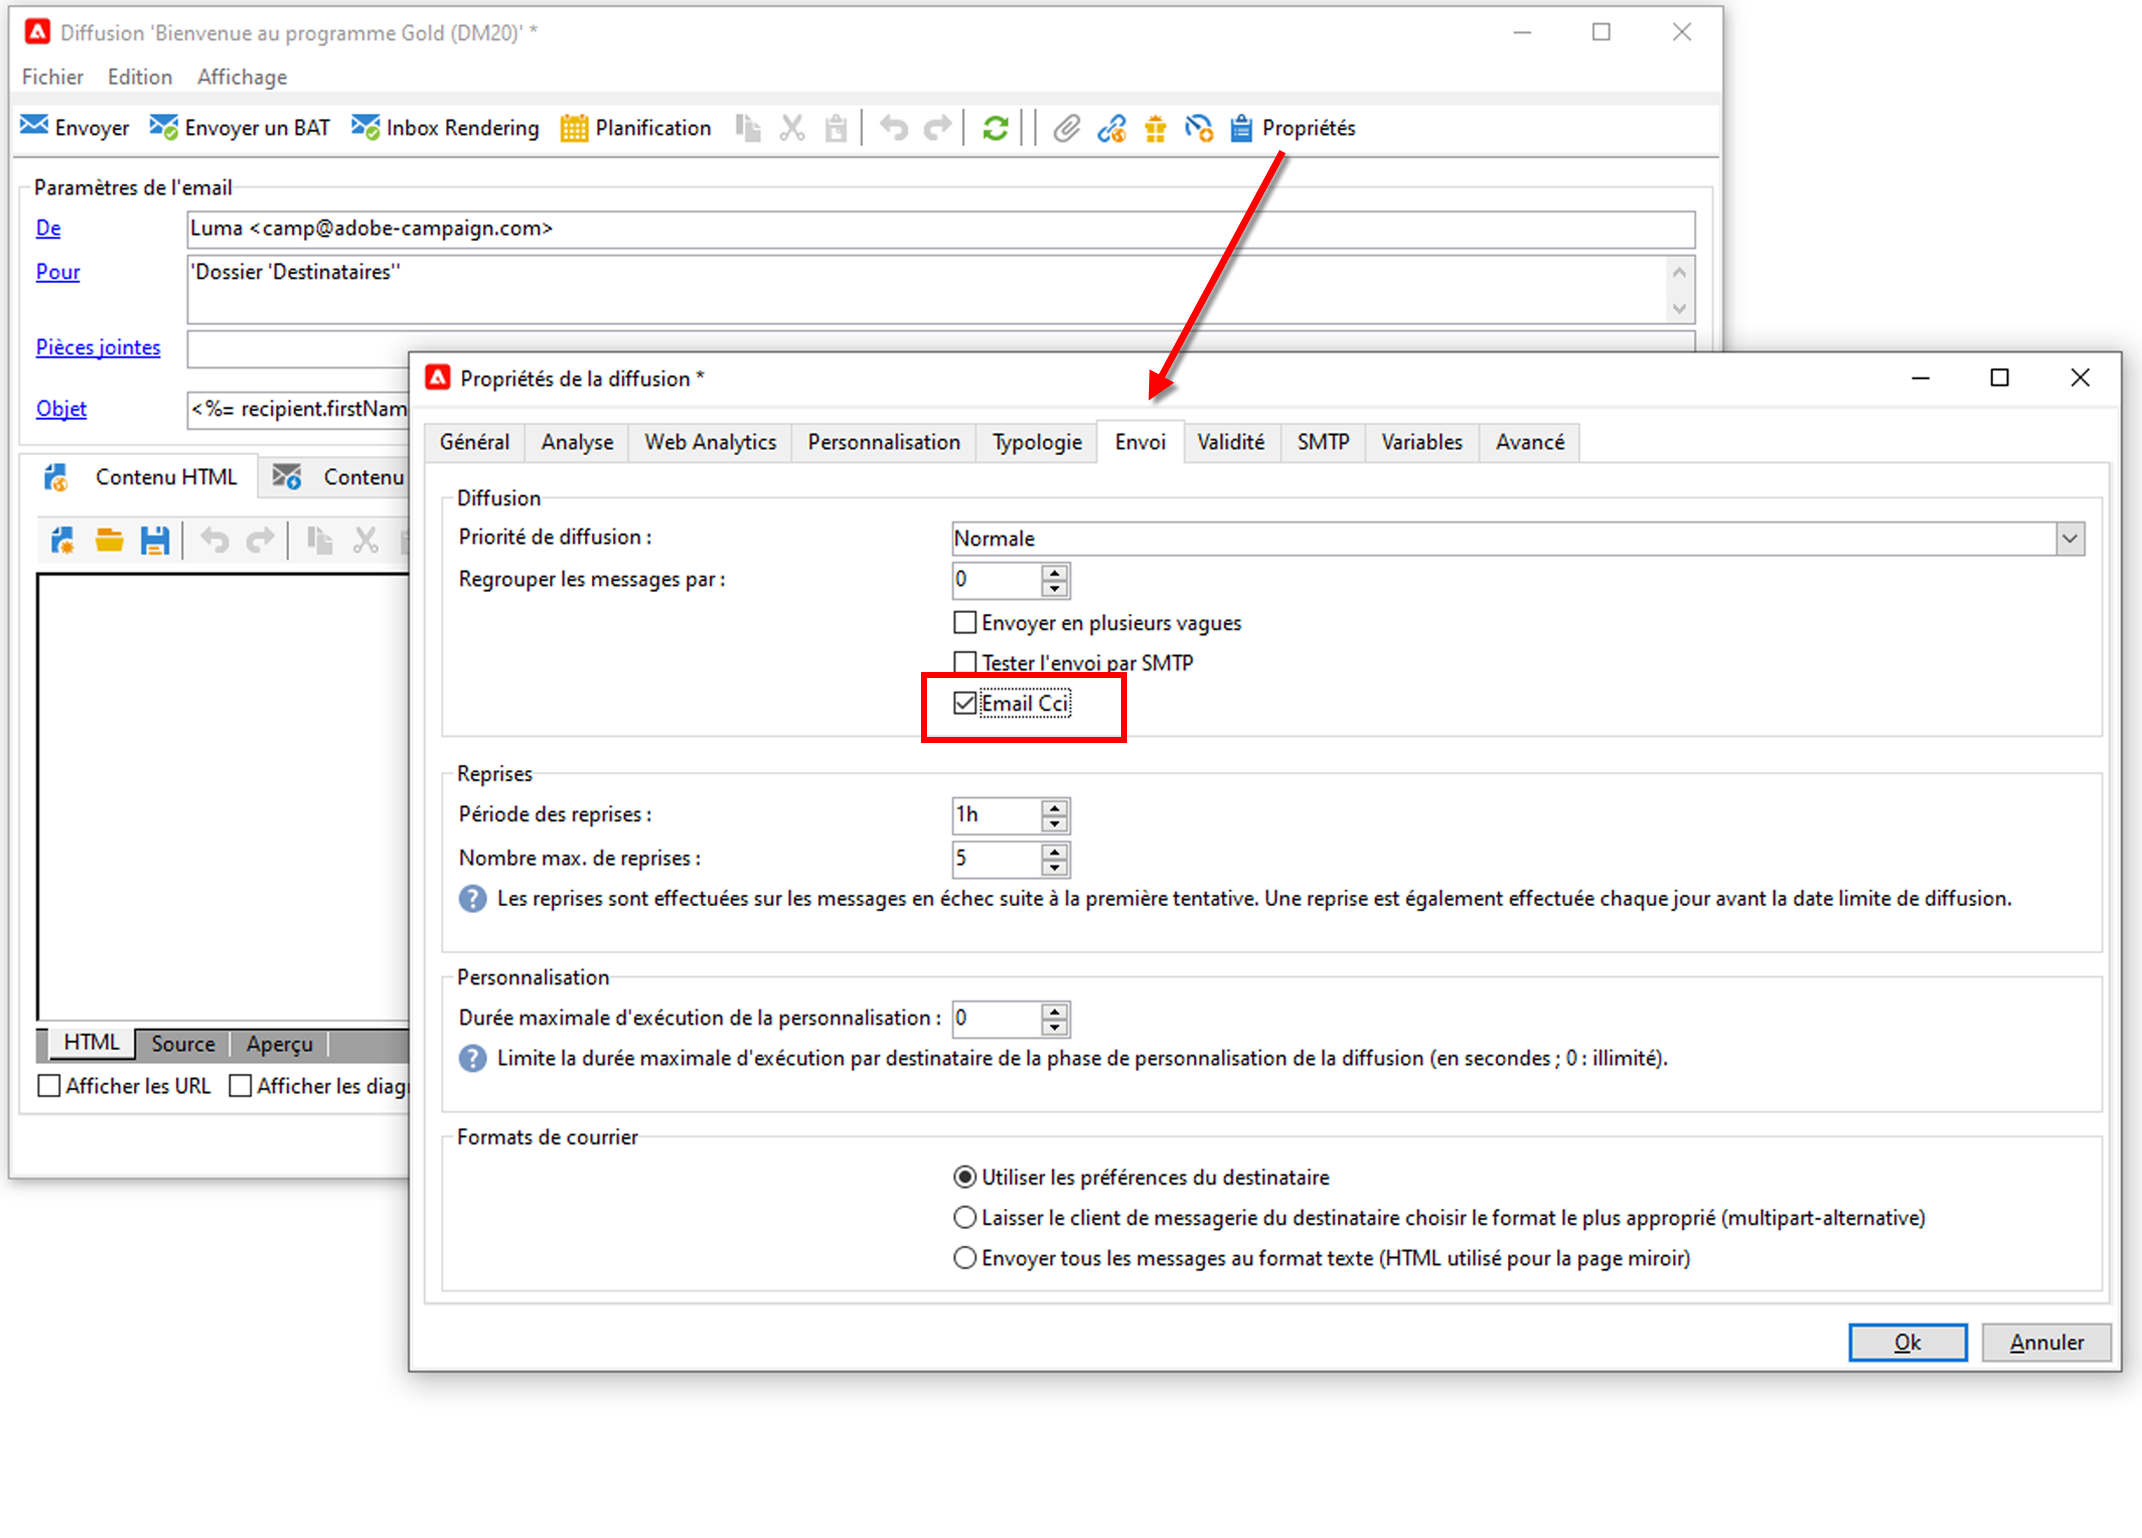 Diffusion 'Bienvenue au programme Gold (DM20)' *
Fichier Edition Affichage
Envoyer Envoyer un BAT Inbox Rendering Planification Propriétés
Paramètres de l'email
De Luma <camp@adobe-campaign.com>
Pour 'Dossier 'Destinataires''
Pièces jointes
Objet <%= recipient.firstNam
Contenu HTML Contenu
HTML Source Aperçu
Afficher les URL Afficher les diag
Propriétés de la diffusion *
Général Analyse Web Analytics Personnalisation Typologie Envoi Validité SMTP Variables Avancé
Diffusion
Priorité de diffusion : Normale
Regrouper les messages par : 0
Envoyer en plusieurs vagues
Tester l'envoi par SMTP
Email Cci
Reprises
Période des reprises : 1h
Nombre max. de reprises : 5
Les reprises sont effectuées sur les messages en échec suite à la première tentative. Une reprise est également effectuée chaque jour avant la date limite de diffusion.
Personnalisation
Durée maximale d'exécution de la personnalisation : 0
Limite la durée maximale d'exécution par destinataire de la phase de personnalisation de la diffusion (en secondes ; 0 : illimité).
Formats de courrier
Utiliser les préférences du destinataire
Laisser le client de messagerie du destinataire choisir le format le plus approprié (multipart-alternative)
Envoyer tous les messages au format texte (HTML utilisé pour la page miroir)
Ok Annuler